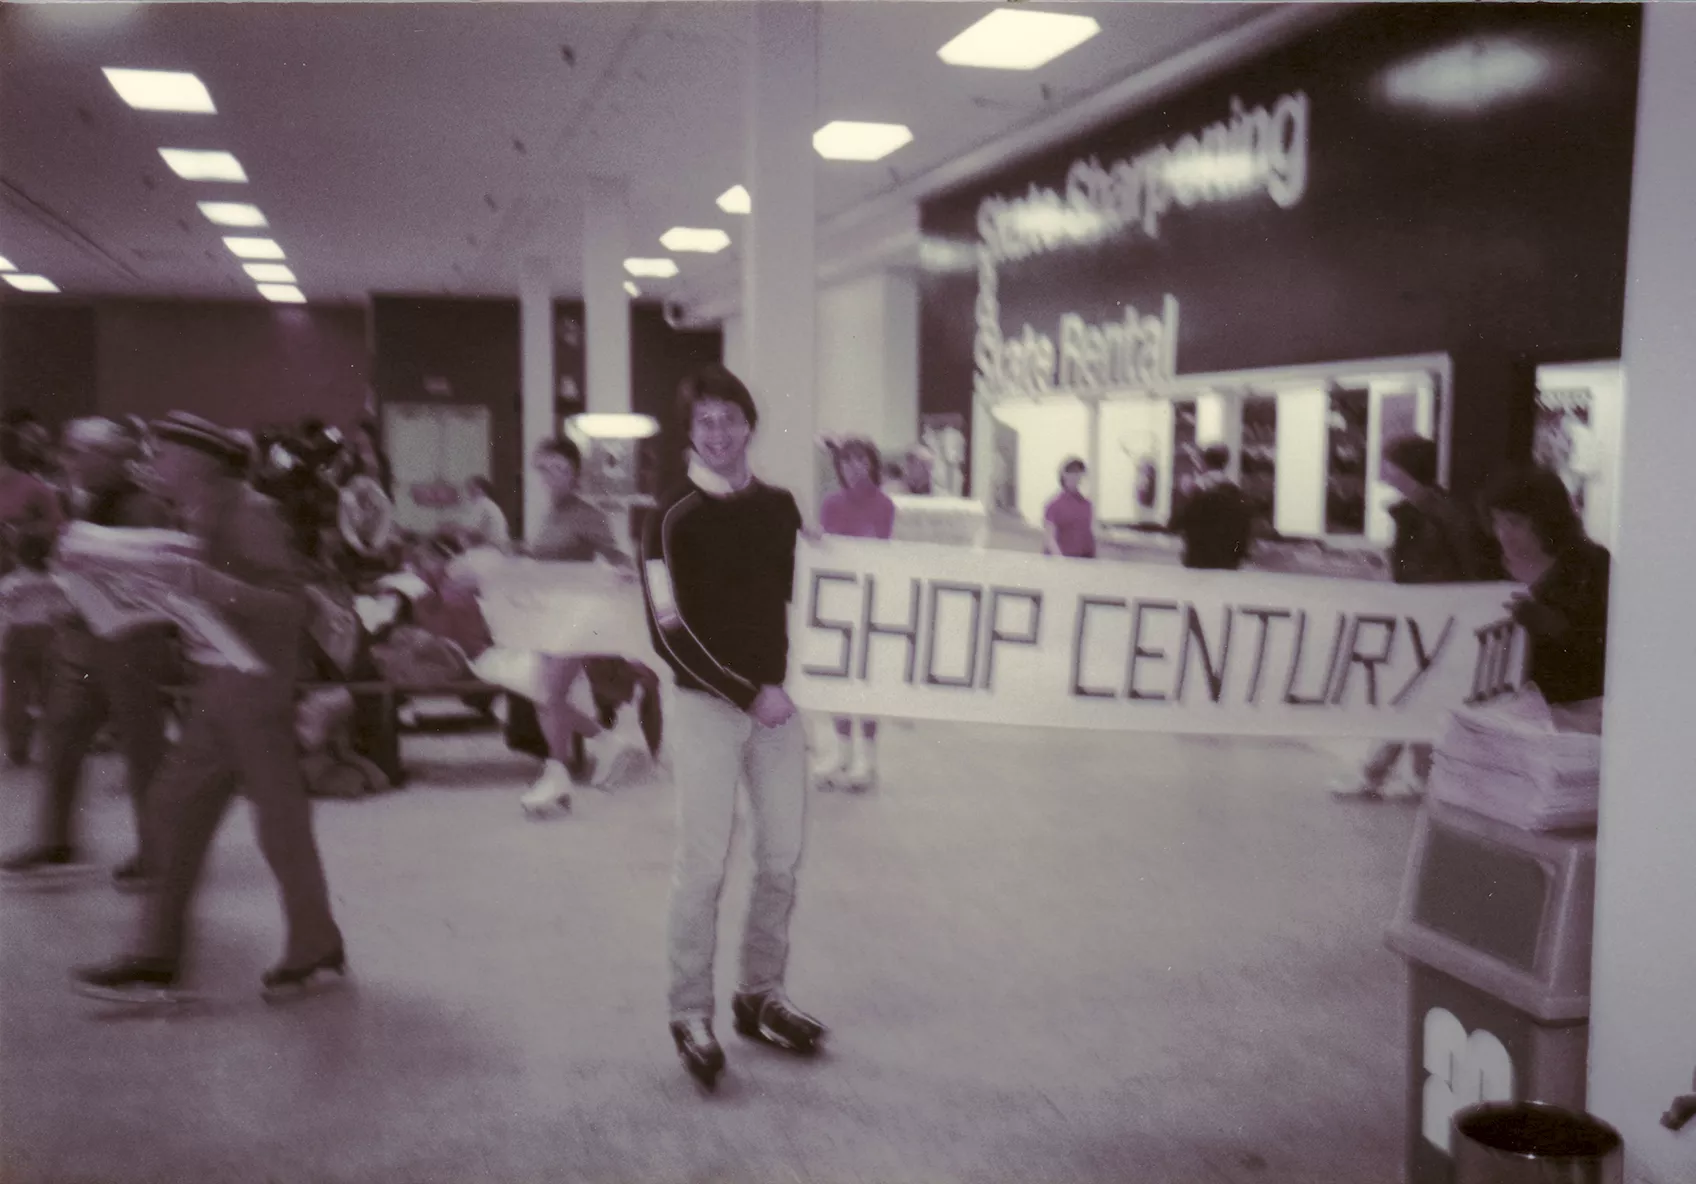 Skate Sharpening
&
Skate Rental
SHOP CENTURY III